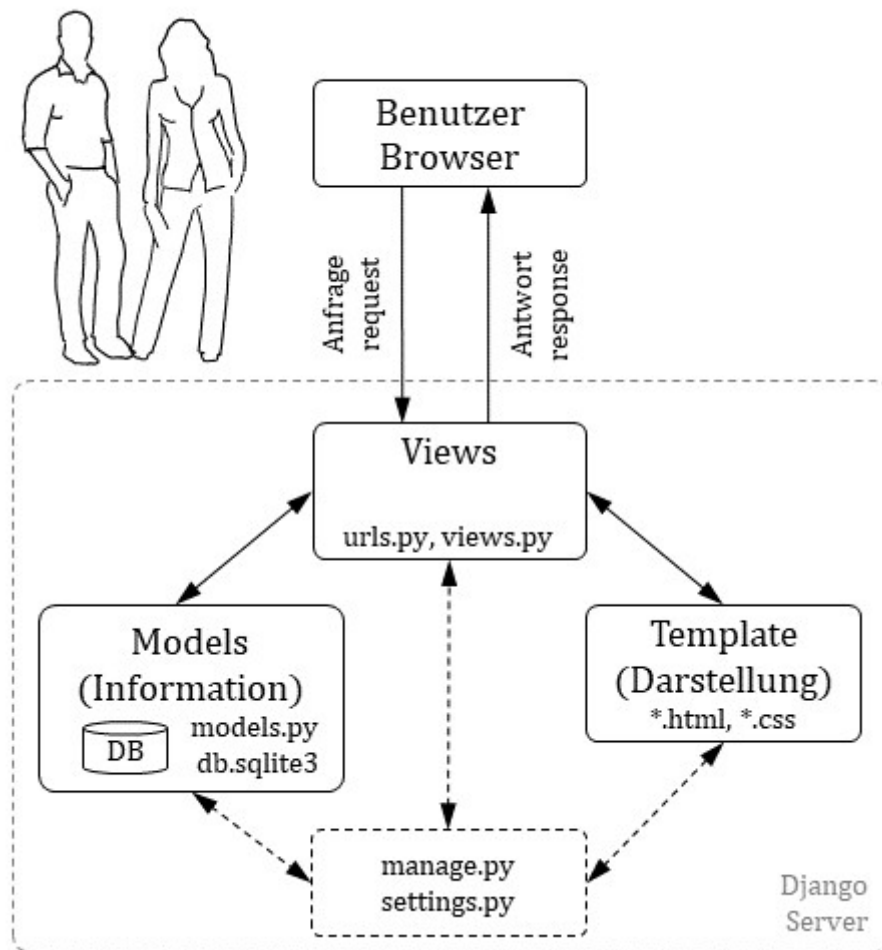 Benutzer
Browser
Anfrage
request
Antwort
response
Views
urls.py, views.py
Models
(Information)
DB
models.py
db.sqlite3
Template
(Darstellung)
*.html, *.css
manage.py
settings.py
Django
Server